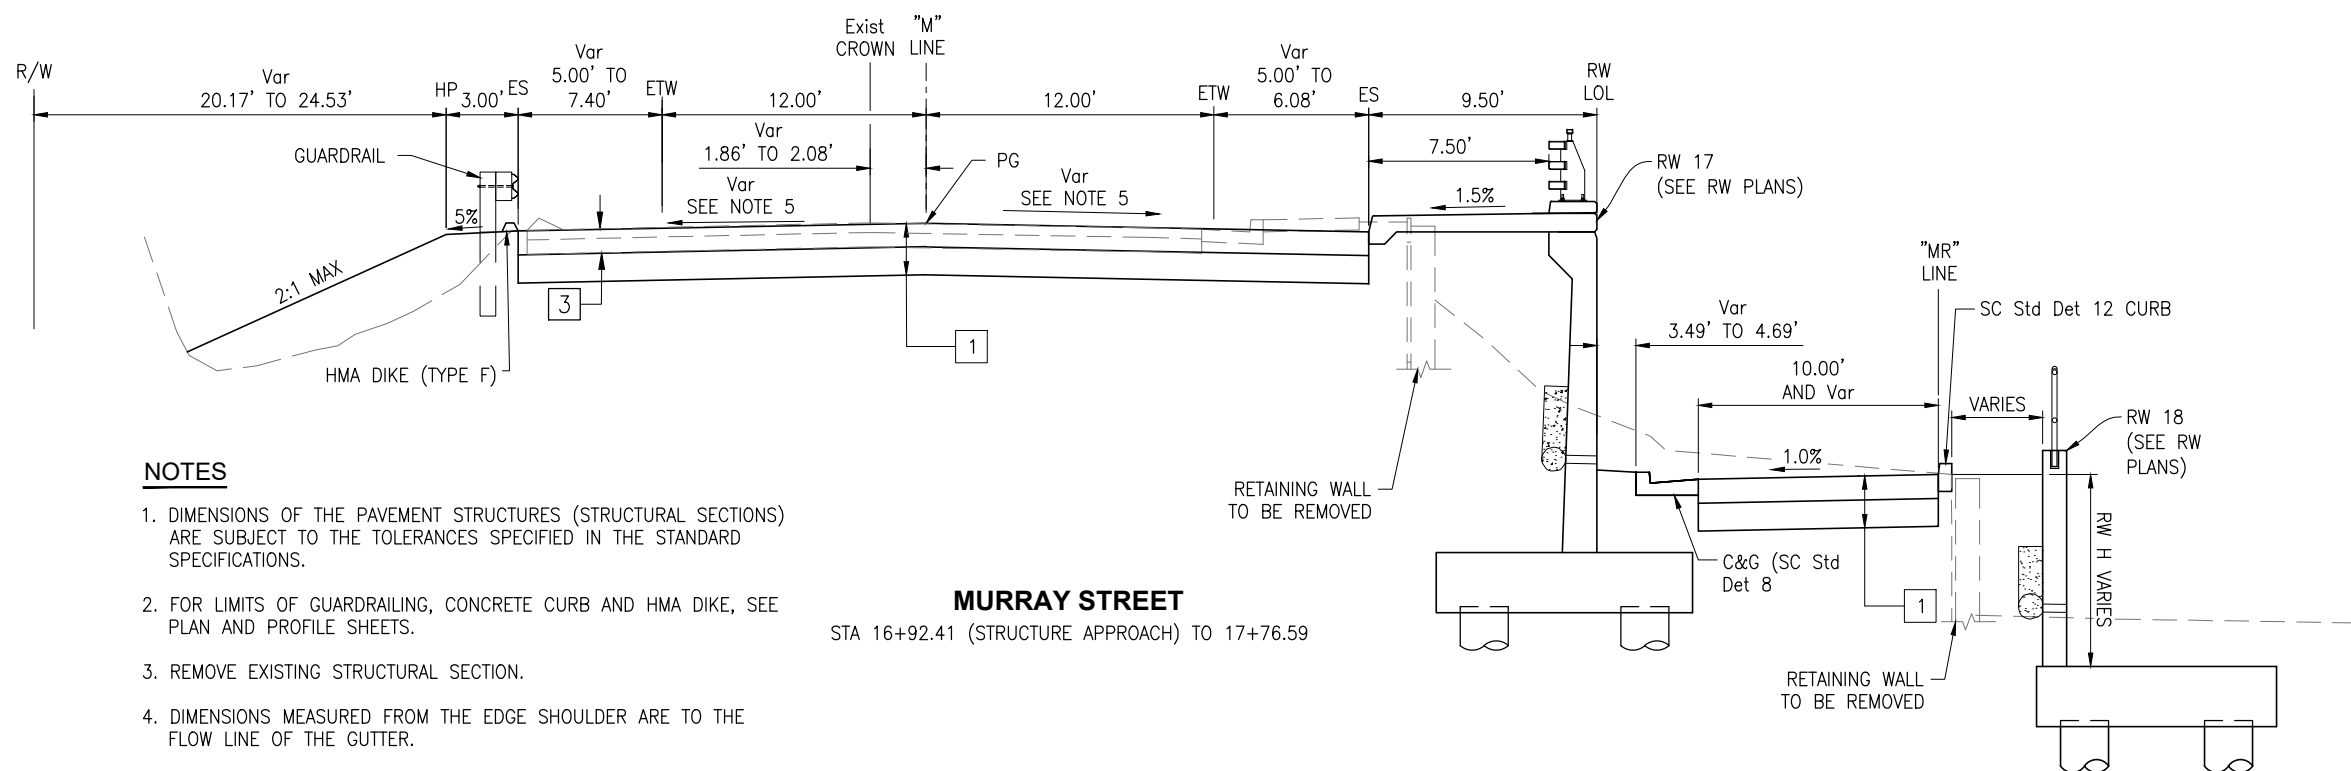 Exist
CROWN
"M"
LINE
R/W
Var
20.17' TO 24.53'
HP
3.00'
ES
Var
5.00' TO
7.40'
ETW
12.00'
12.00'
ETW
Var
5.00' TO
6.08'
ES
9.50'
RW
LOL
GUARDRAIL
Var
1.86' TO 2.08'
PG
7.50'
RW 17
(SEE RW PLANS)
Var
SEE NOTE 5
Var
SEE NOTE 5
5%
1.5%
2:1 MAX
3
1
HMA DIKE (TYPE F)
"MR"
LINE
SC Std Det 12 CURB
Var
3.49' TO 4.69'
10.00'
AND Var
VARIES
RW 18
(SEE RW
PLANS)
1.0%
RETAINING WALL
TO BE REMOVED
RW H VARIES
C&G (SC Std
Det 8
1
RETAINING WALL
TO BE REMOVED
NOTES
1. DIMENSIONS OF THE PAVEMENT STRUCTURES (STRUCTURAL SECTIONS)
ARE SUBJECT TO THE TOLERANCES SPECIFIED IN THE STANDARD
SPECIFICATIONS.
2. FOR LIMITS OF GUARDRAILING, CONCRETE CURB AND HMA DIKE, SEE
PLAN AND PROFILE SHEETS.
3. REMOVE EXISTING STRUCTURAL SECTION.
4. DIMENSIONS MEASURED FROM THE EDGE SHOULDER ARE TO THE
FLOW LINE OF THE GUTTER.
MURRAY STREET
STA 16+92.41 (STRUCTURE APPROACH) TO 17+76.59